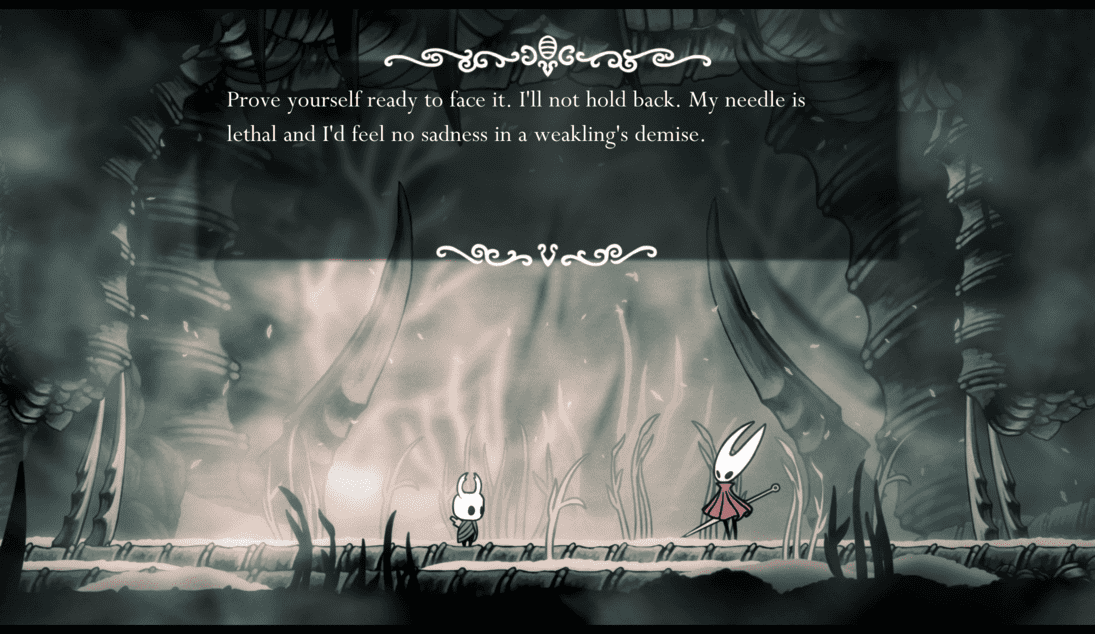 Prove yourself ready to face it. I'll not hold back. My needle is
lethal and I'd feel no sadness in a weakling's demise.